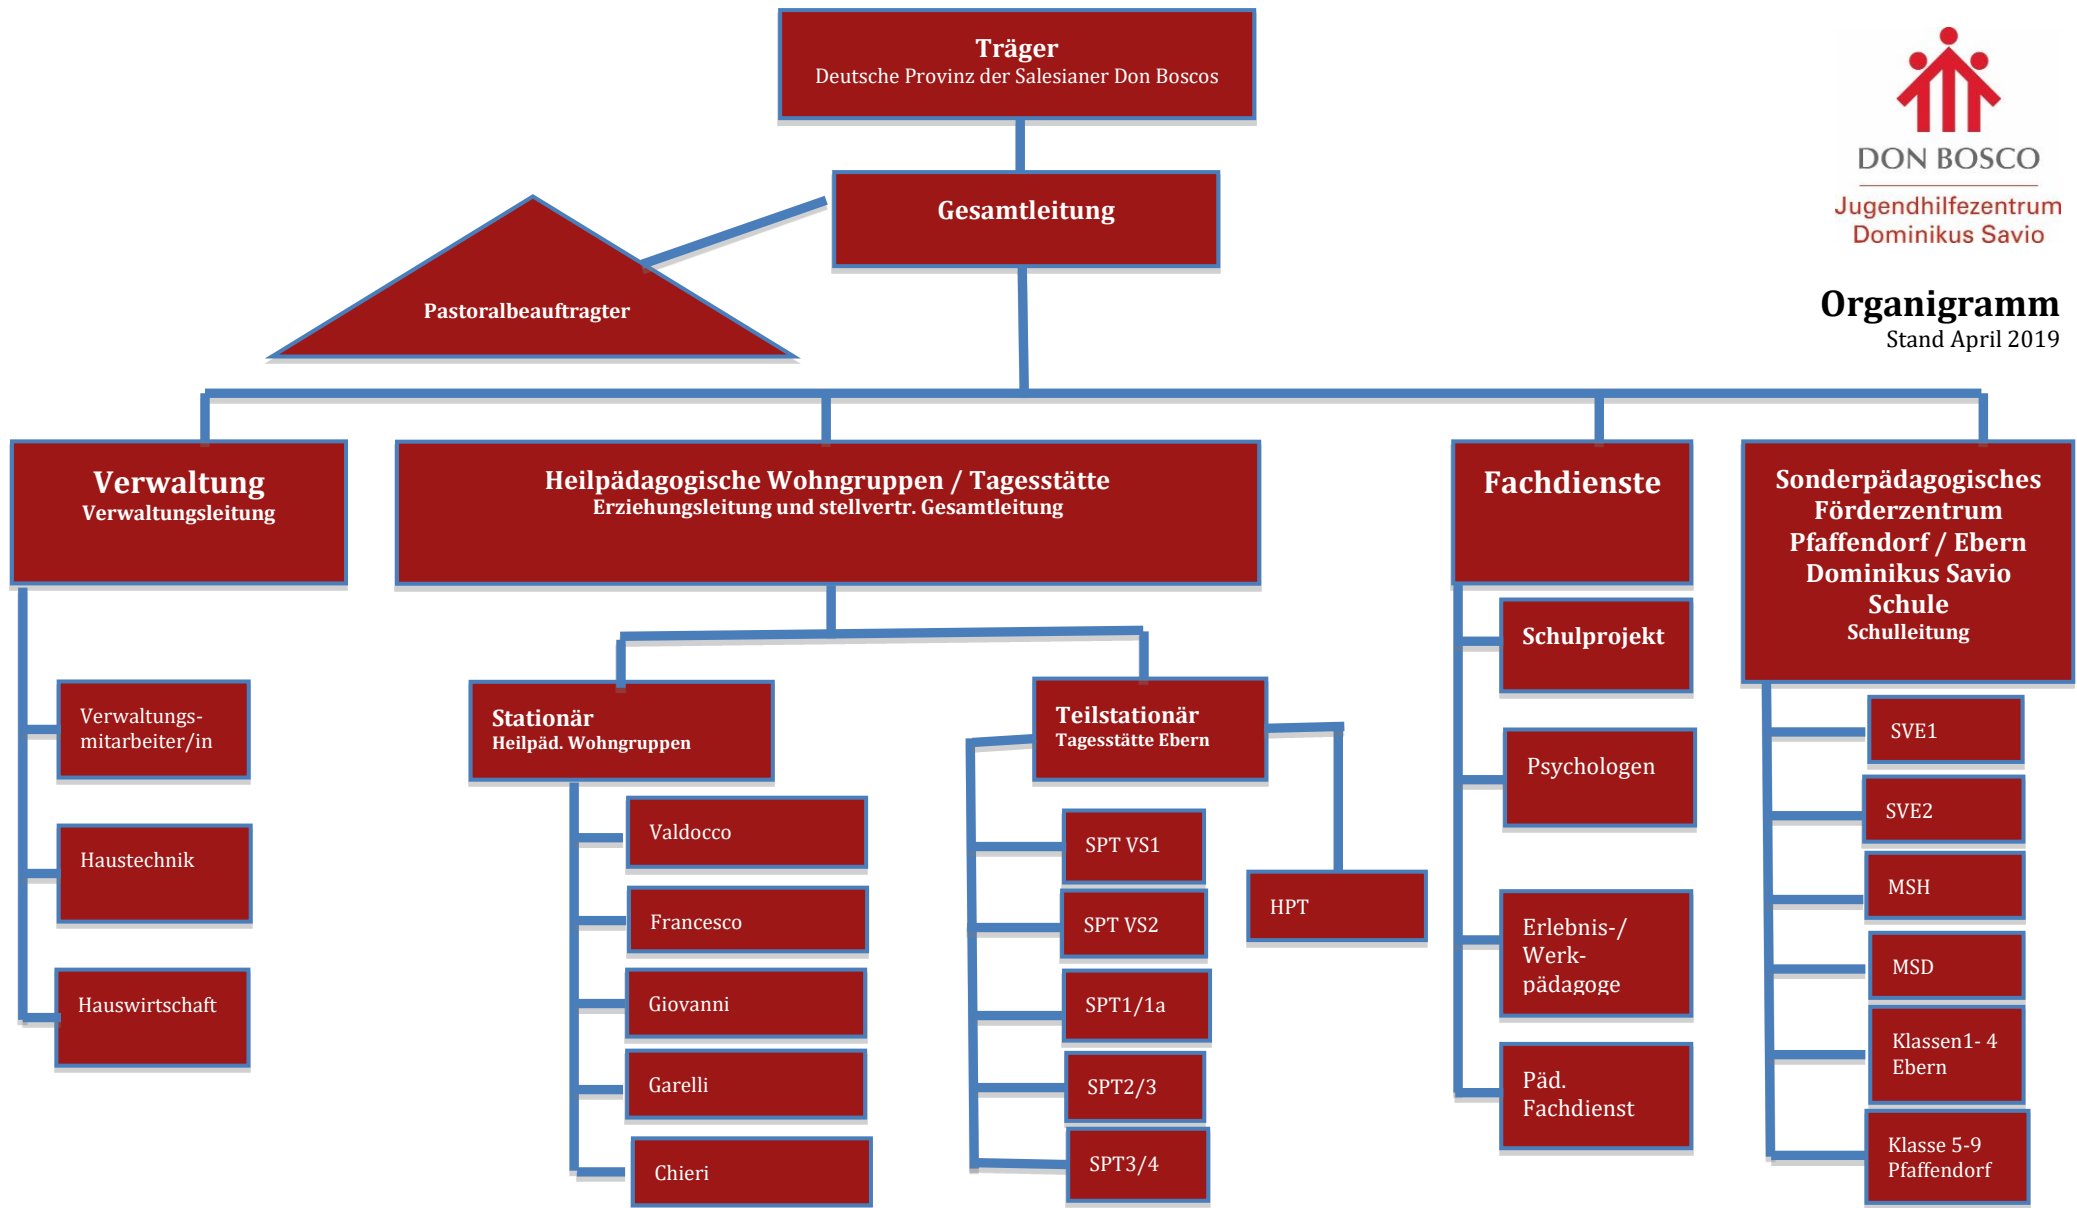 Träger
Deutsche Provinz der Salesianer Don Boscos
DON BOSCO
Jugendhilfezentrum
Dominikus Savio
Gesamtleitung
Organigramm
Stand April 2019
Pastoralbeauftragter
Verwaltung
Verwaltungsleitung
Verwaltungs-
mitarbeiter/in
Haustechnik
Hauswirtschaft
Heilpädagogische Wohngruppen / Tagesstätte
Erziehungsleitung und stellvertr. Gesamtleitung
Stationär
Heilpäd. Wohngruppen
Valdocco
Francesco
Giovanni
Garelli
Chieri
Teilstationär
Tagesstätte Ebern
SPT VS1
SPT VS2
SPT1/1a
SPT2/3
SPT3/4
HPT
Fachdienste
Schulprojekt
Psychologen
Erlebnis-/
Werk-
pädagoge
Päd.
Fachdienst
Sonderpädagogisches
Förderzentrum
Pfaffendorf / Ebern
Dominikus Savio
Schule
Schulleitung
SVE1
SVE2
MSH
MSD
Klassen1- 4
Ebern
Klasse 5-9
Pfaffendorf